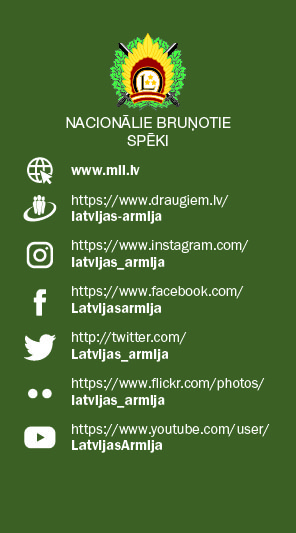 NACIONĀLIE BRUŅOTIE
SPĒKI
www.mil.lv
https://www.draugiem.lv/
latvijas-armija
https://www.instagram.com/
latvijas_armija
https://www.facebook.com/
Latvijasarmija
http://twitter.com/
Latvijas_armija
https://www.flickr.com/photos/
latvijas_armija
https://www.youtube.com/user/
LatvijasArmija